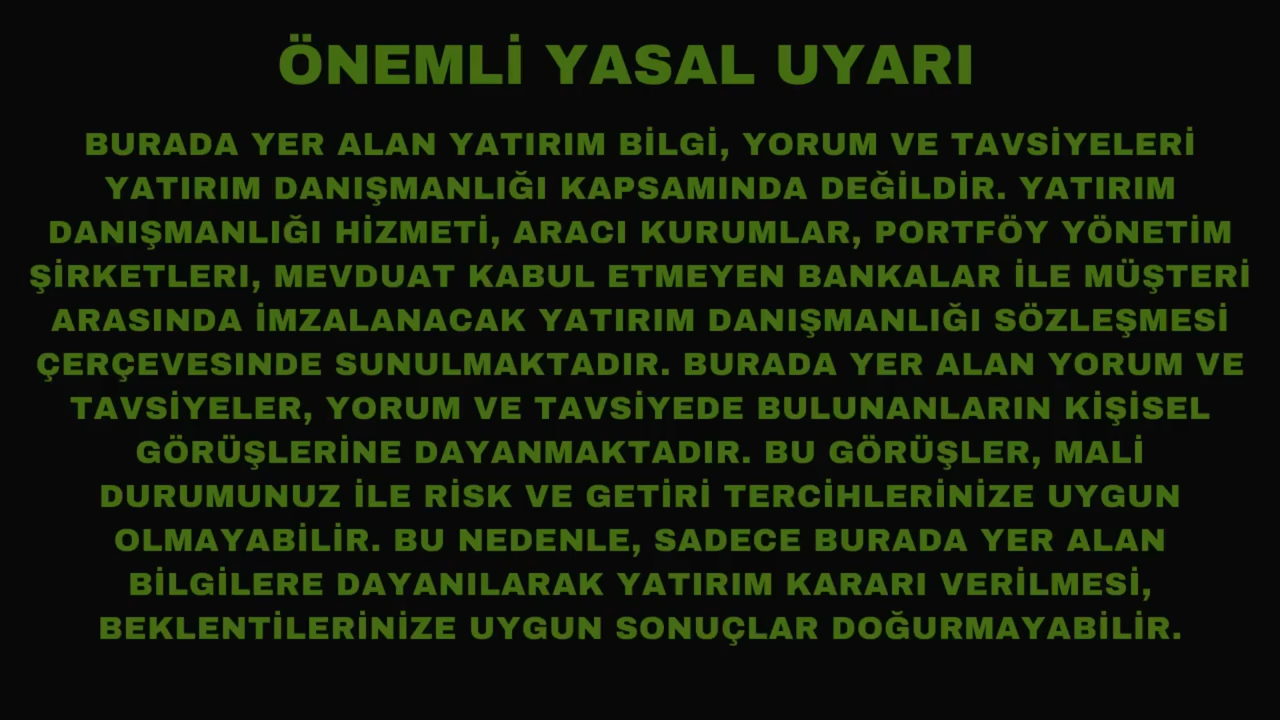 ÖNEMLİ YASAL UYARI
BURADA YER ALAN YATIRIM BİLGİ, YORUM VE TAVSİYELERİ
YATIRIM DANIŞMANLIĞI KAPSAMINDA DEĞİLDİR. YATIRIM
DANIŞMANLIĞI HİZMETİ, ARACI KURUMLAR, PORTFÖY YÖNETİM
ŞİRKETLERI, MEVDUAT KABUL ETMEYEN BANKALAR İLE MÜŞTERİ
ARASINDA İMZALANACAK YATIRIM DANIŞMANLIĞI SÖZLEŞMESİ
ÇERÇEVESINDE SUNULMAKTADIR. BURADA YER ALAN YORUM VE
TAVSİYELER, YORUM VE TAVSİYEDE BULUNANLARIN KİŞİSEL
GÖRÜŞLERİNE DAYANMAKTADIR. BU GÖRÜŞLER, MALİ
DURUMUNUZ İLE RİSK VE GETİRİ TERCİHLERİNİZE UYGUN
OLMAYABİLİR. BU NEDENLE, SADECE BURADA YER ALAN
BİLGİLERE DAYANILARAK YATIRIM KARARI VERİLMESİ,
BEKLENTİLERİNİZE UYGUN SONUÇLAR DOĞURMAYABİLİR.